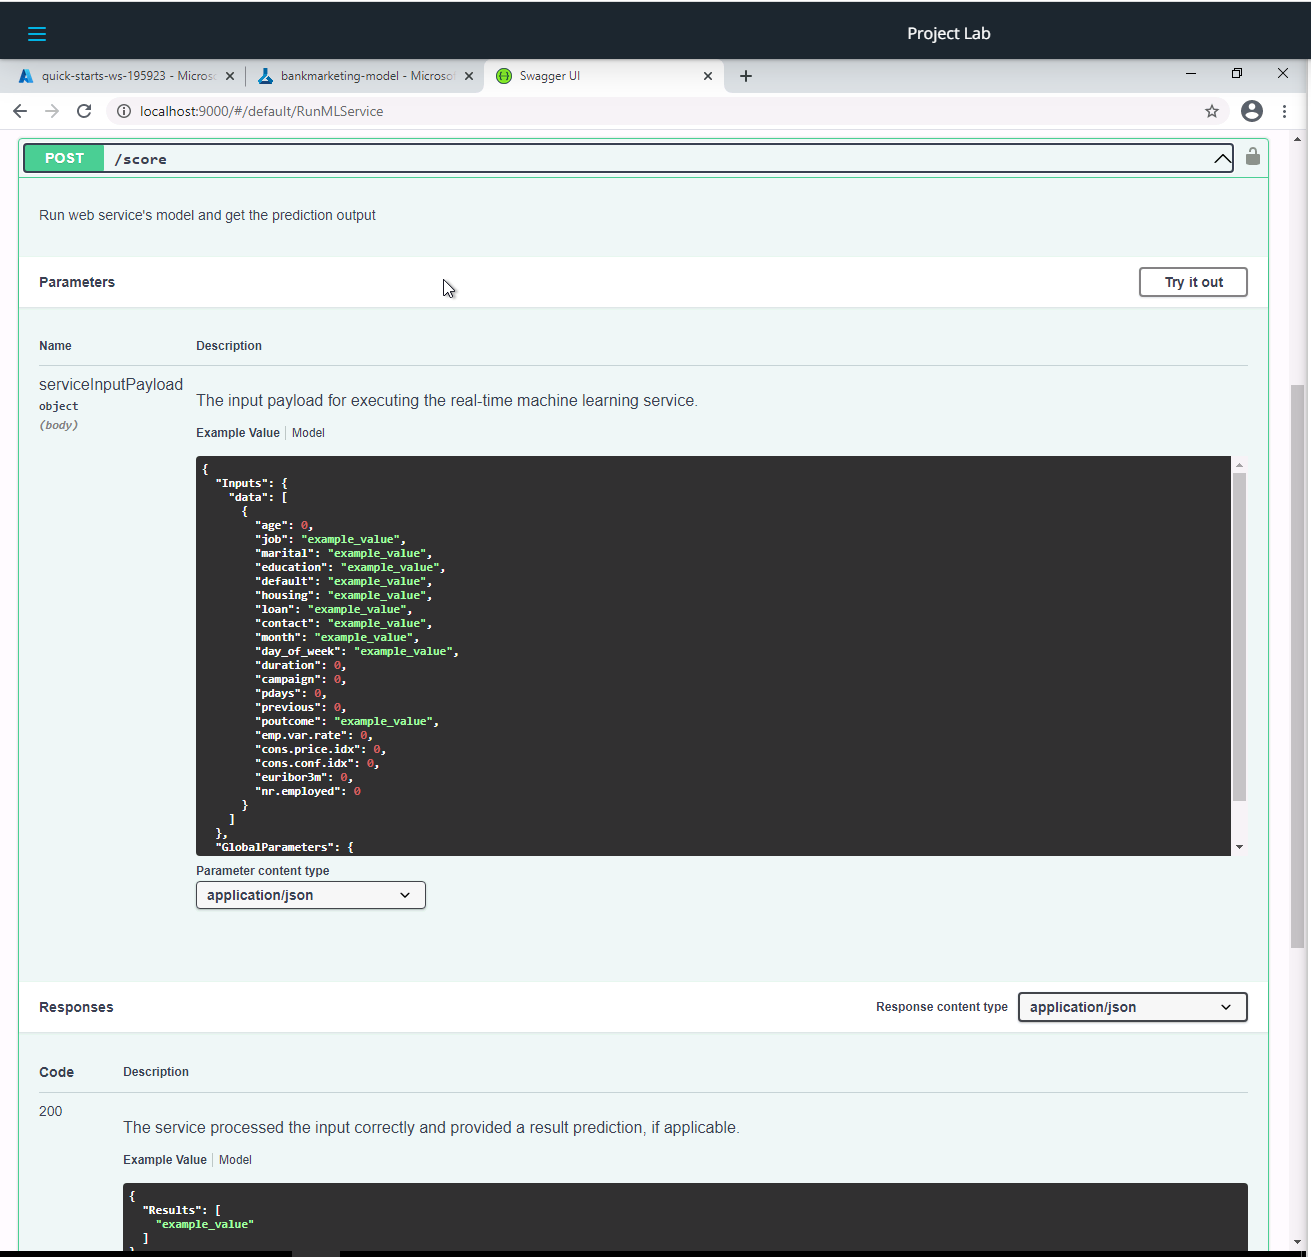 Project Lab
quick-starts-ws-195923 - Micros
bankmarketing-model - Microsof
Swagger UI
localhost:9000/#/default/RunMLService
POST
/score
Run web service's model and get the prediction output
Parameters
Try it out
Name
Description
serviceInputPayload
object
(body)
The input payload for executing the real-time machine learning service.
Example Value
Model
{
"Inputs": {
"data": [
{
"age": 0,
"job": "example_value",
"marital": "example_value",
"education": "example_value",
"default": "example_value",
"housing": "example_value",
"loan": "example_value",
"contact": "example_value",
"month": "example_value",
"day_of_week": "example_value",
"duration": 0,
"campaign": 0,
"pdays": 0,
"previous": 0,
"poutcome": "example_value",
"emp.var.rate": 0,
"cons.price.idx": 0,
"cons.conf.idx": 0,
"euribor3m": 0,
"nr.employed": 0
}
]
},
"GlobalParameters": {
Parameter content type
application/json
Responses
Response content type
application/json
Code
Description
200
The service processed the input correctly and provided a result prediction, if applicable.
Example Value
Model
{
"Results": [
"example_value"
]
}